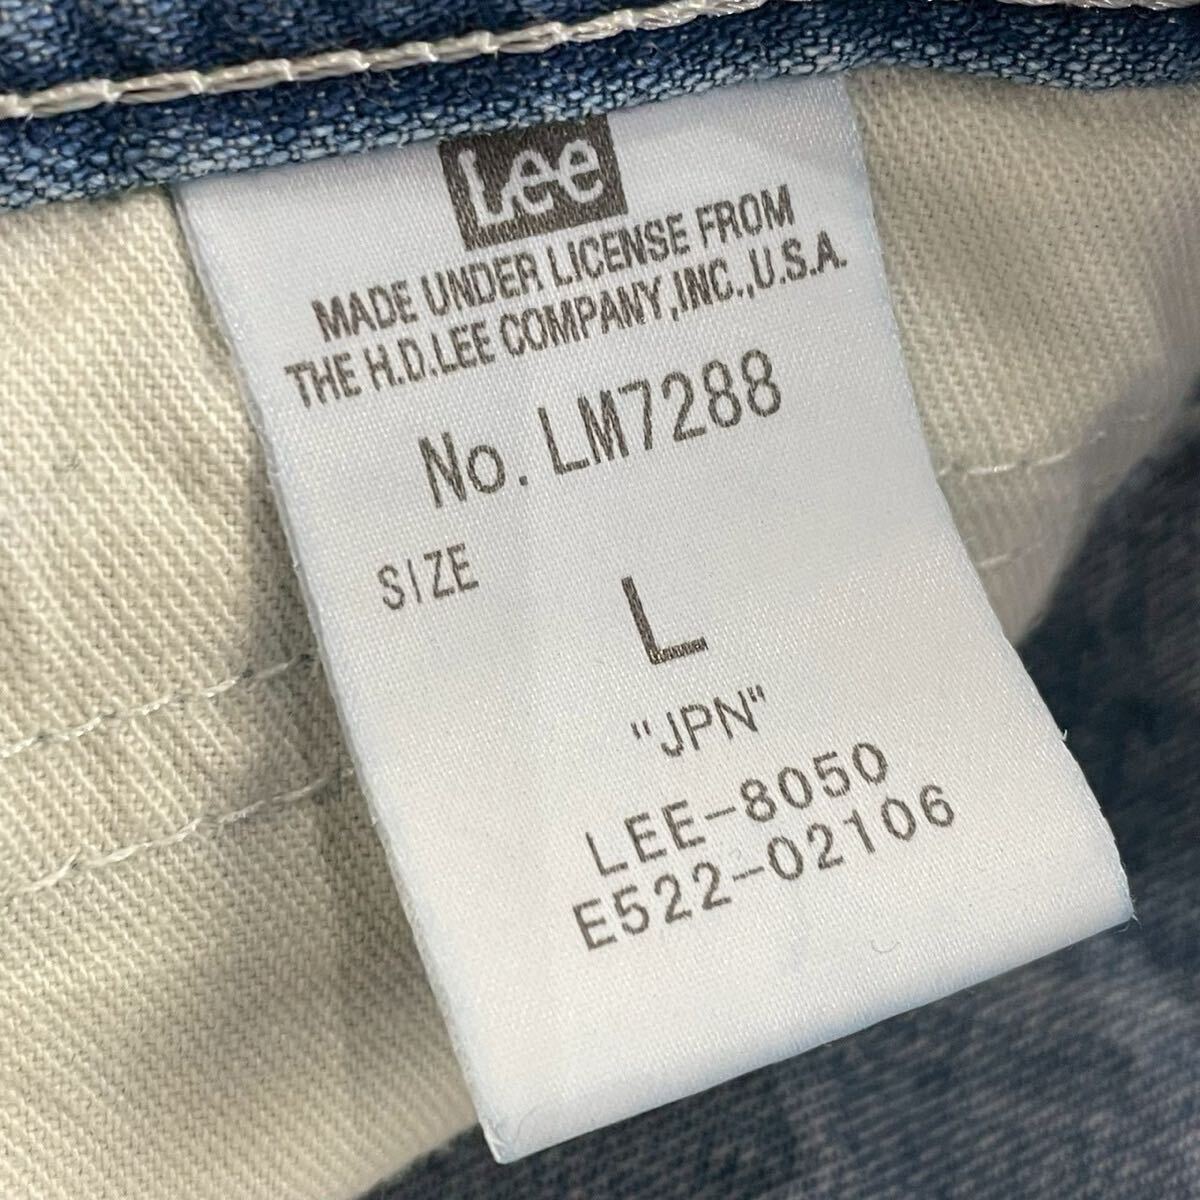 Lee
MADE UNDER LICENSE FROM
THE H.D.LEE COMPANY,INC.,U.S.A.
No. LM7288
SIZE
L
"JPN"
LEE-8050
E522-02106